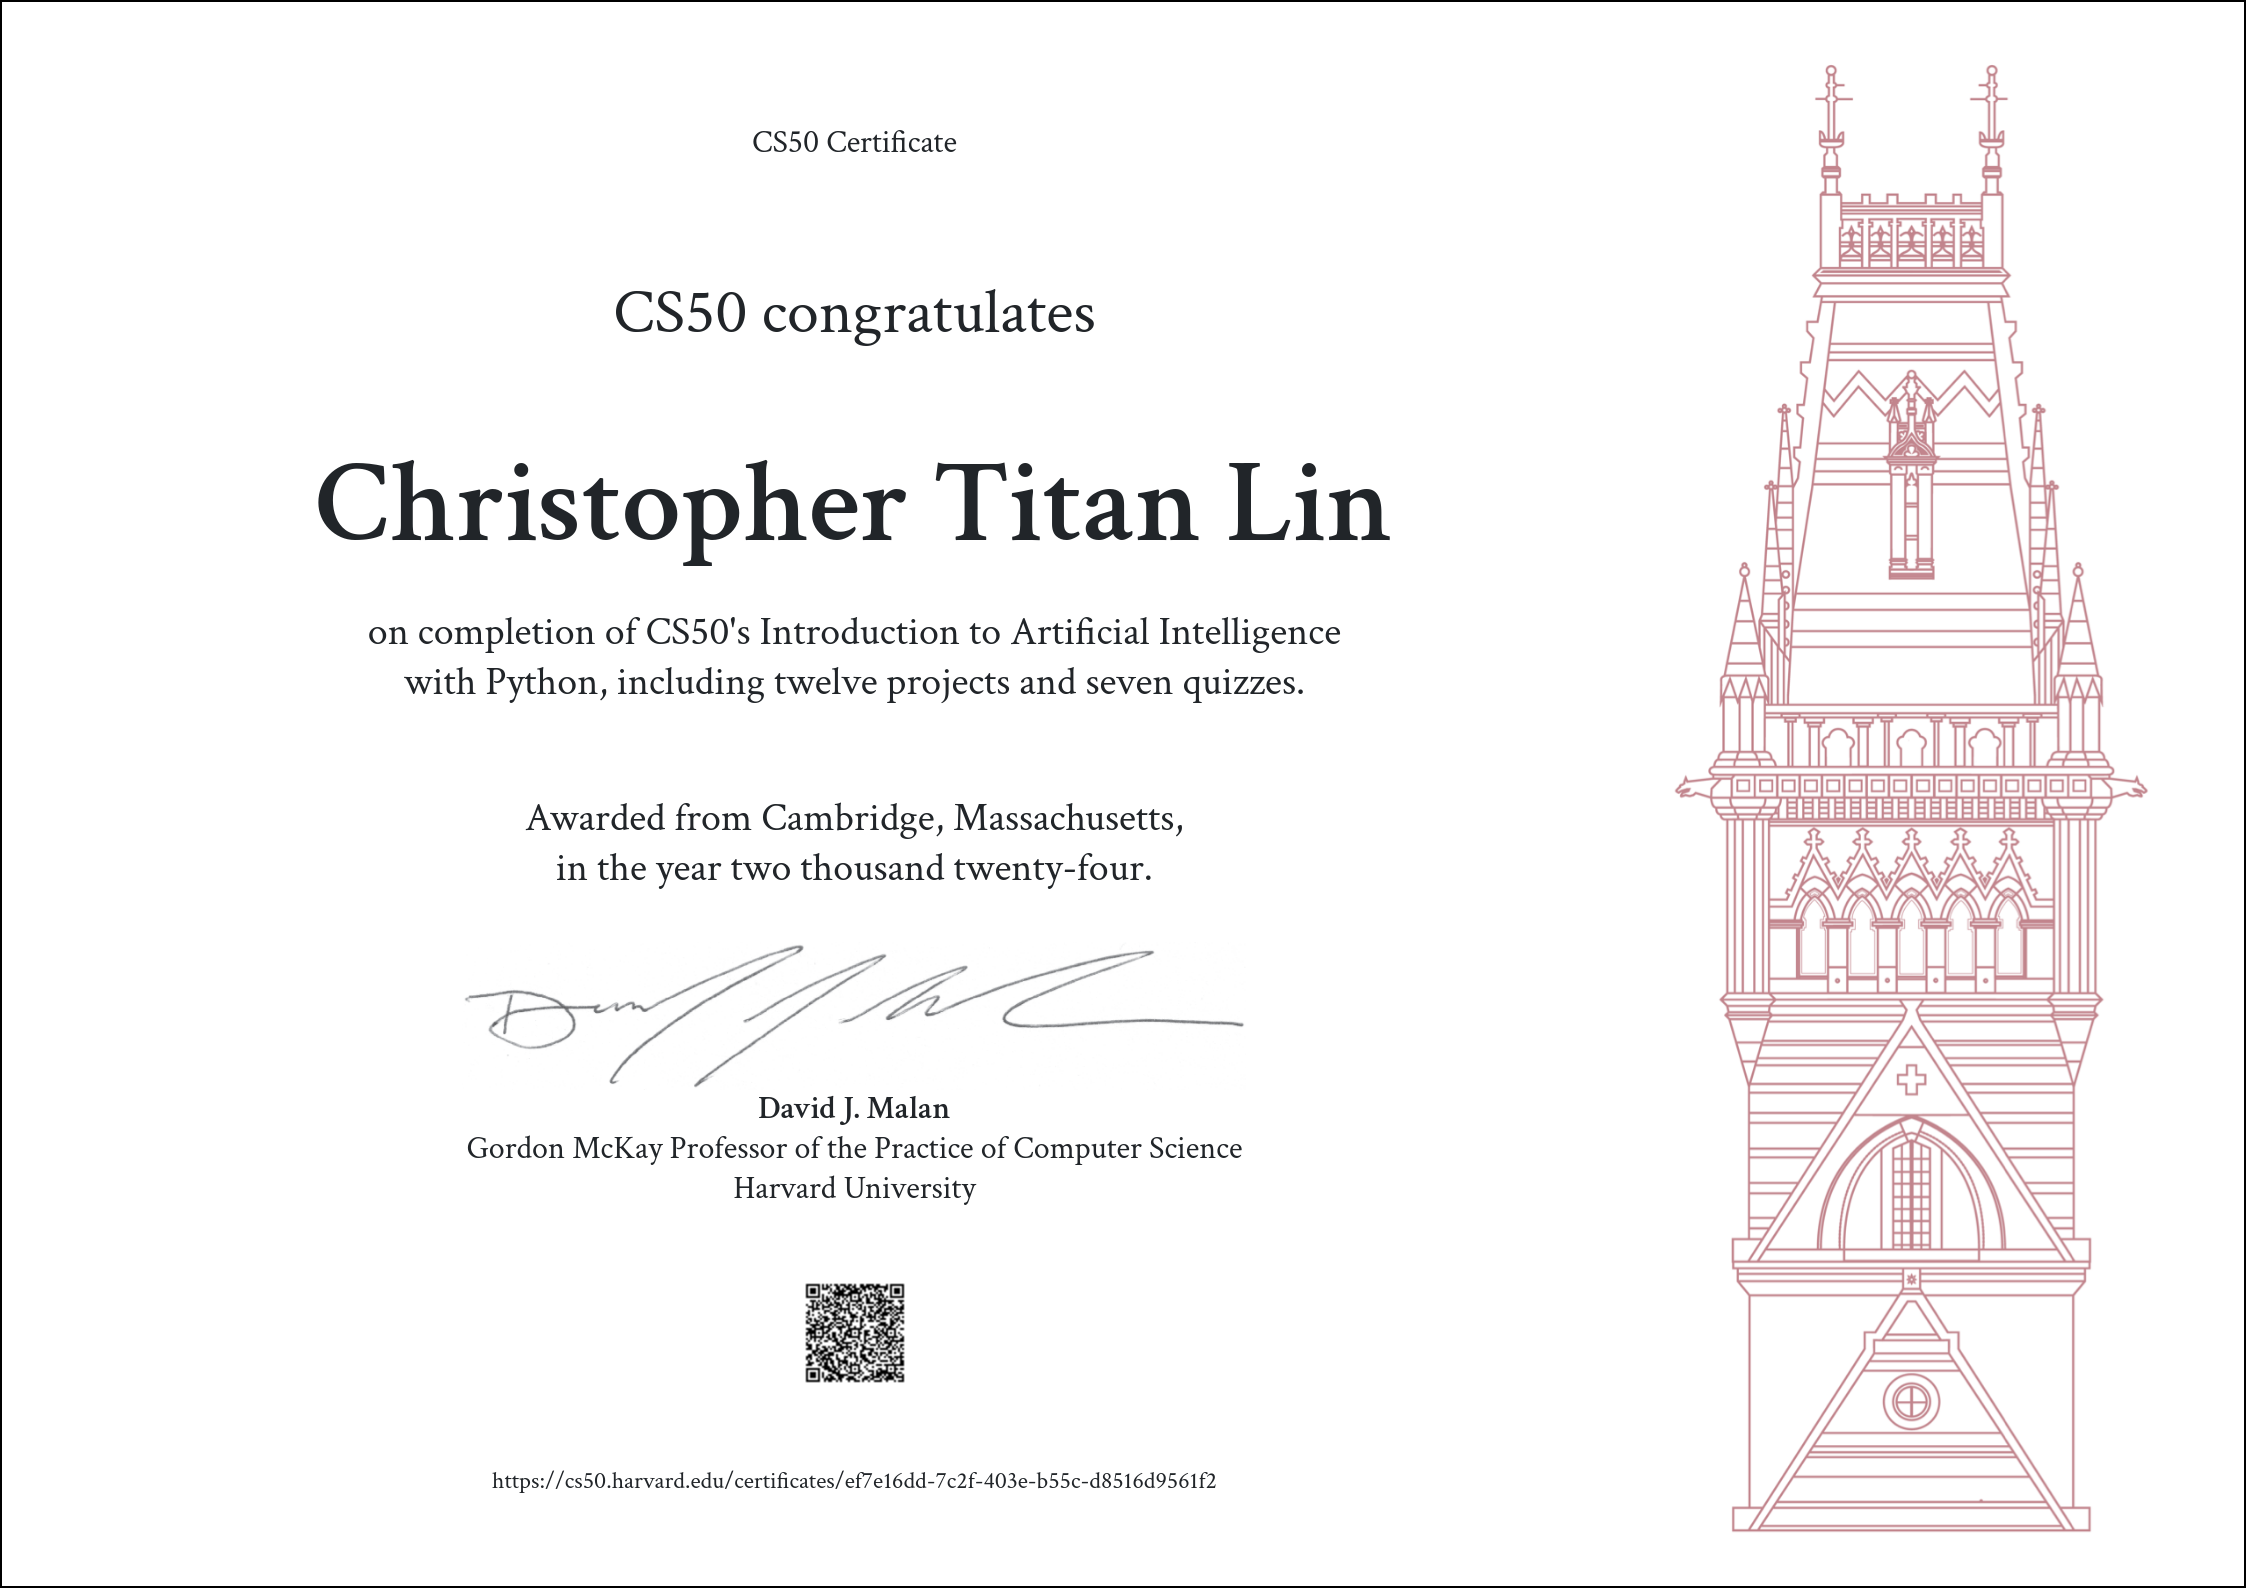 CS50 Certificate
CS50 congratulates
Christopher Titan Lin
on completion of CS50's Introduction to Artificial Intelligence
with Python, including twelve projects and seven quizzes.
Awarded from Cambridge, Massachusetts,
in the year two thousand twenty-four.
David J. Malan
Gordon McKay Professor of the Practice of Computer Science
Harvard University
https://cs50.harvard.edu/certificates/ef7e16dd-7c2f-403e-b55c-d8516d9561f2